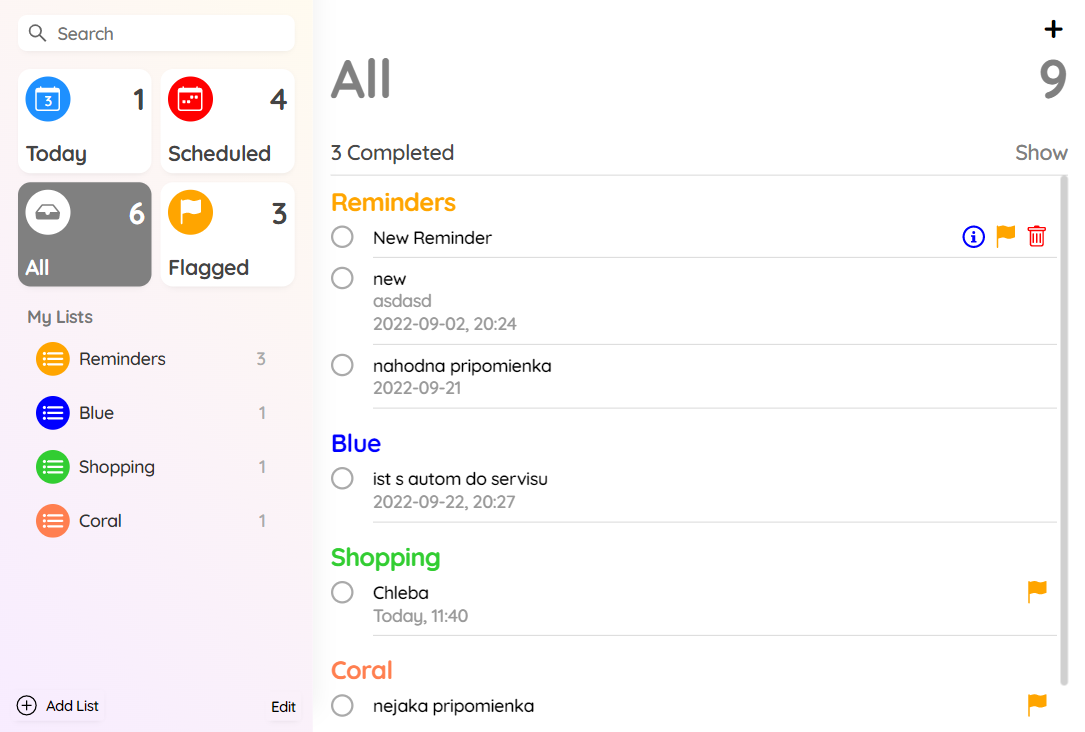 Search
3
1
Today
4
Scheduled
6
All
3
Flagged
My Lists
Reminders 3
Blue 1
Shopping 1
Coral 1
Add List
Edit
+
All 9
3 Completed Show
Reminders
New Reminder
new
asdasd
2022-09-02, 20:24
nahodna pripomienka
2022-09-21
Blue
ist s autom do servisu
2022-09-22, 20:27
Shopping
Chleba
Today, 11:40
Coral
nejaka pripomienka